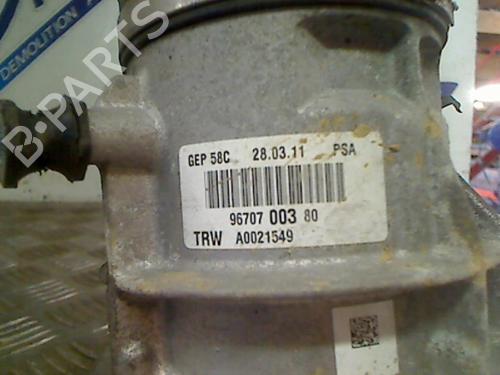 DEMOLITION
B-PARTS
GEP 58C 28.03.11 PSA
96707 003 80
TRW A0021549